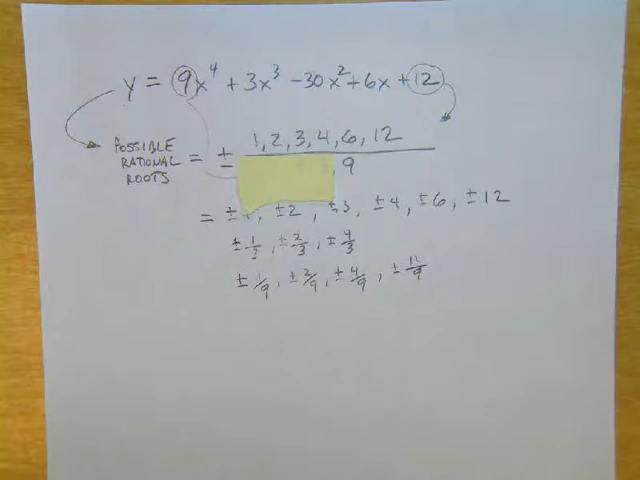 y = 9x⁴ + 3x³ - 30x² + 6x + 12
POSSIBLE
RATIONAL
ROOTS
= ± 1, 2, 3, 4, 6, 12
, 9
= ± , ±2, ±3, ±4, ±6, ±12
±1/3, ±2/3, ±4/3
±1/9, ±2/9, ±4/9, ±12/9